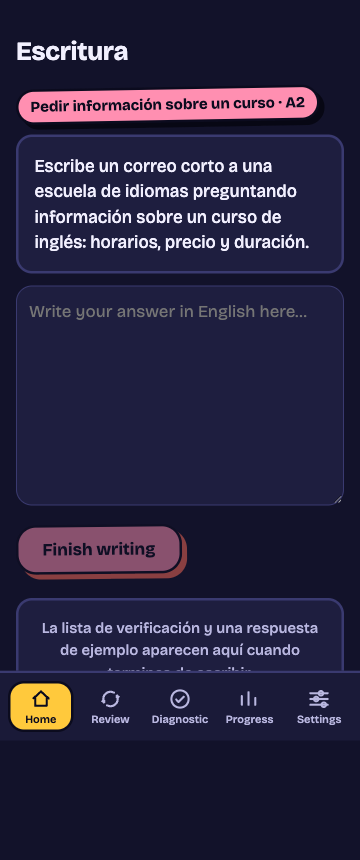 Escritura
Pedir información sobre un curso · A2
Escribe un correo corto a una
escuela de idiomas preguntando
información sobre un curso de
inglés: horarios, precio y duración.
Write your answer in English here...
Finish writing
La lista de verificación y una respuesta
de ejemplo aparecen aquí cuando
Home
Review
Diagnostic
Progress
Settings